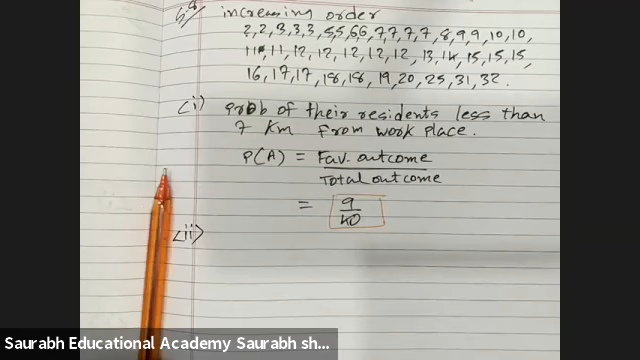 increasing order
2, 2, 3, 3, 3, 5, 5, 6, 6, 7, 7, 7, 7, 8, 9, 9, 10, 10,
11, 11, 12, 12, 12, 12, 12, 13, 14, 15, 15, 15,
16, 17, 17, 18, 18, 19, 20, 25, 31, 32.
(i) prob of their residents less than
7 Km from work place.
P(A) = Fav. outcome
Total outcome
= 9
40
(ii)
Saurabh Educational Academy Saurabh sh...